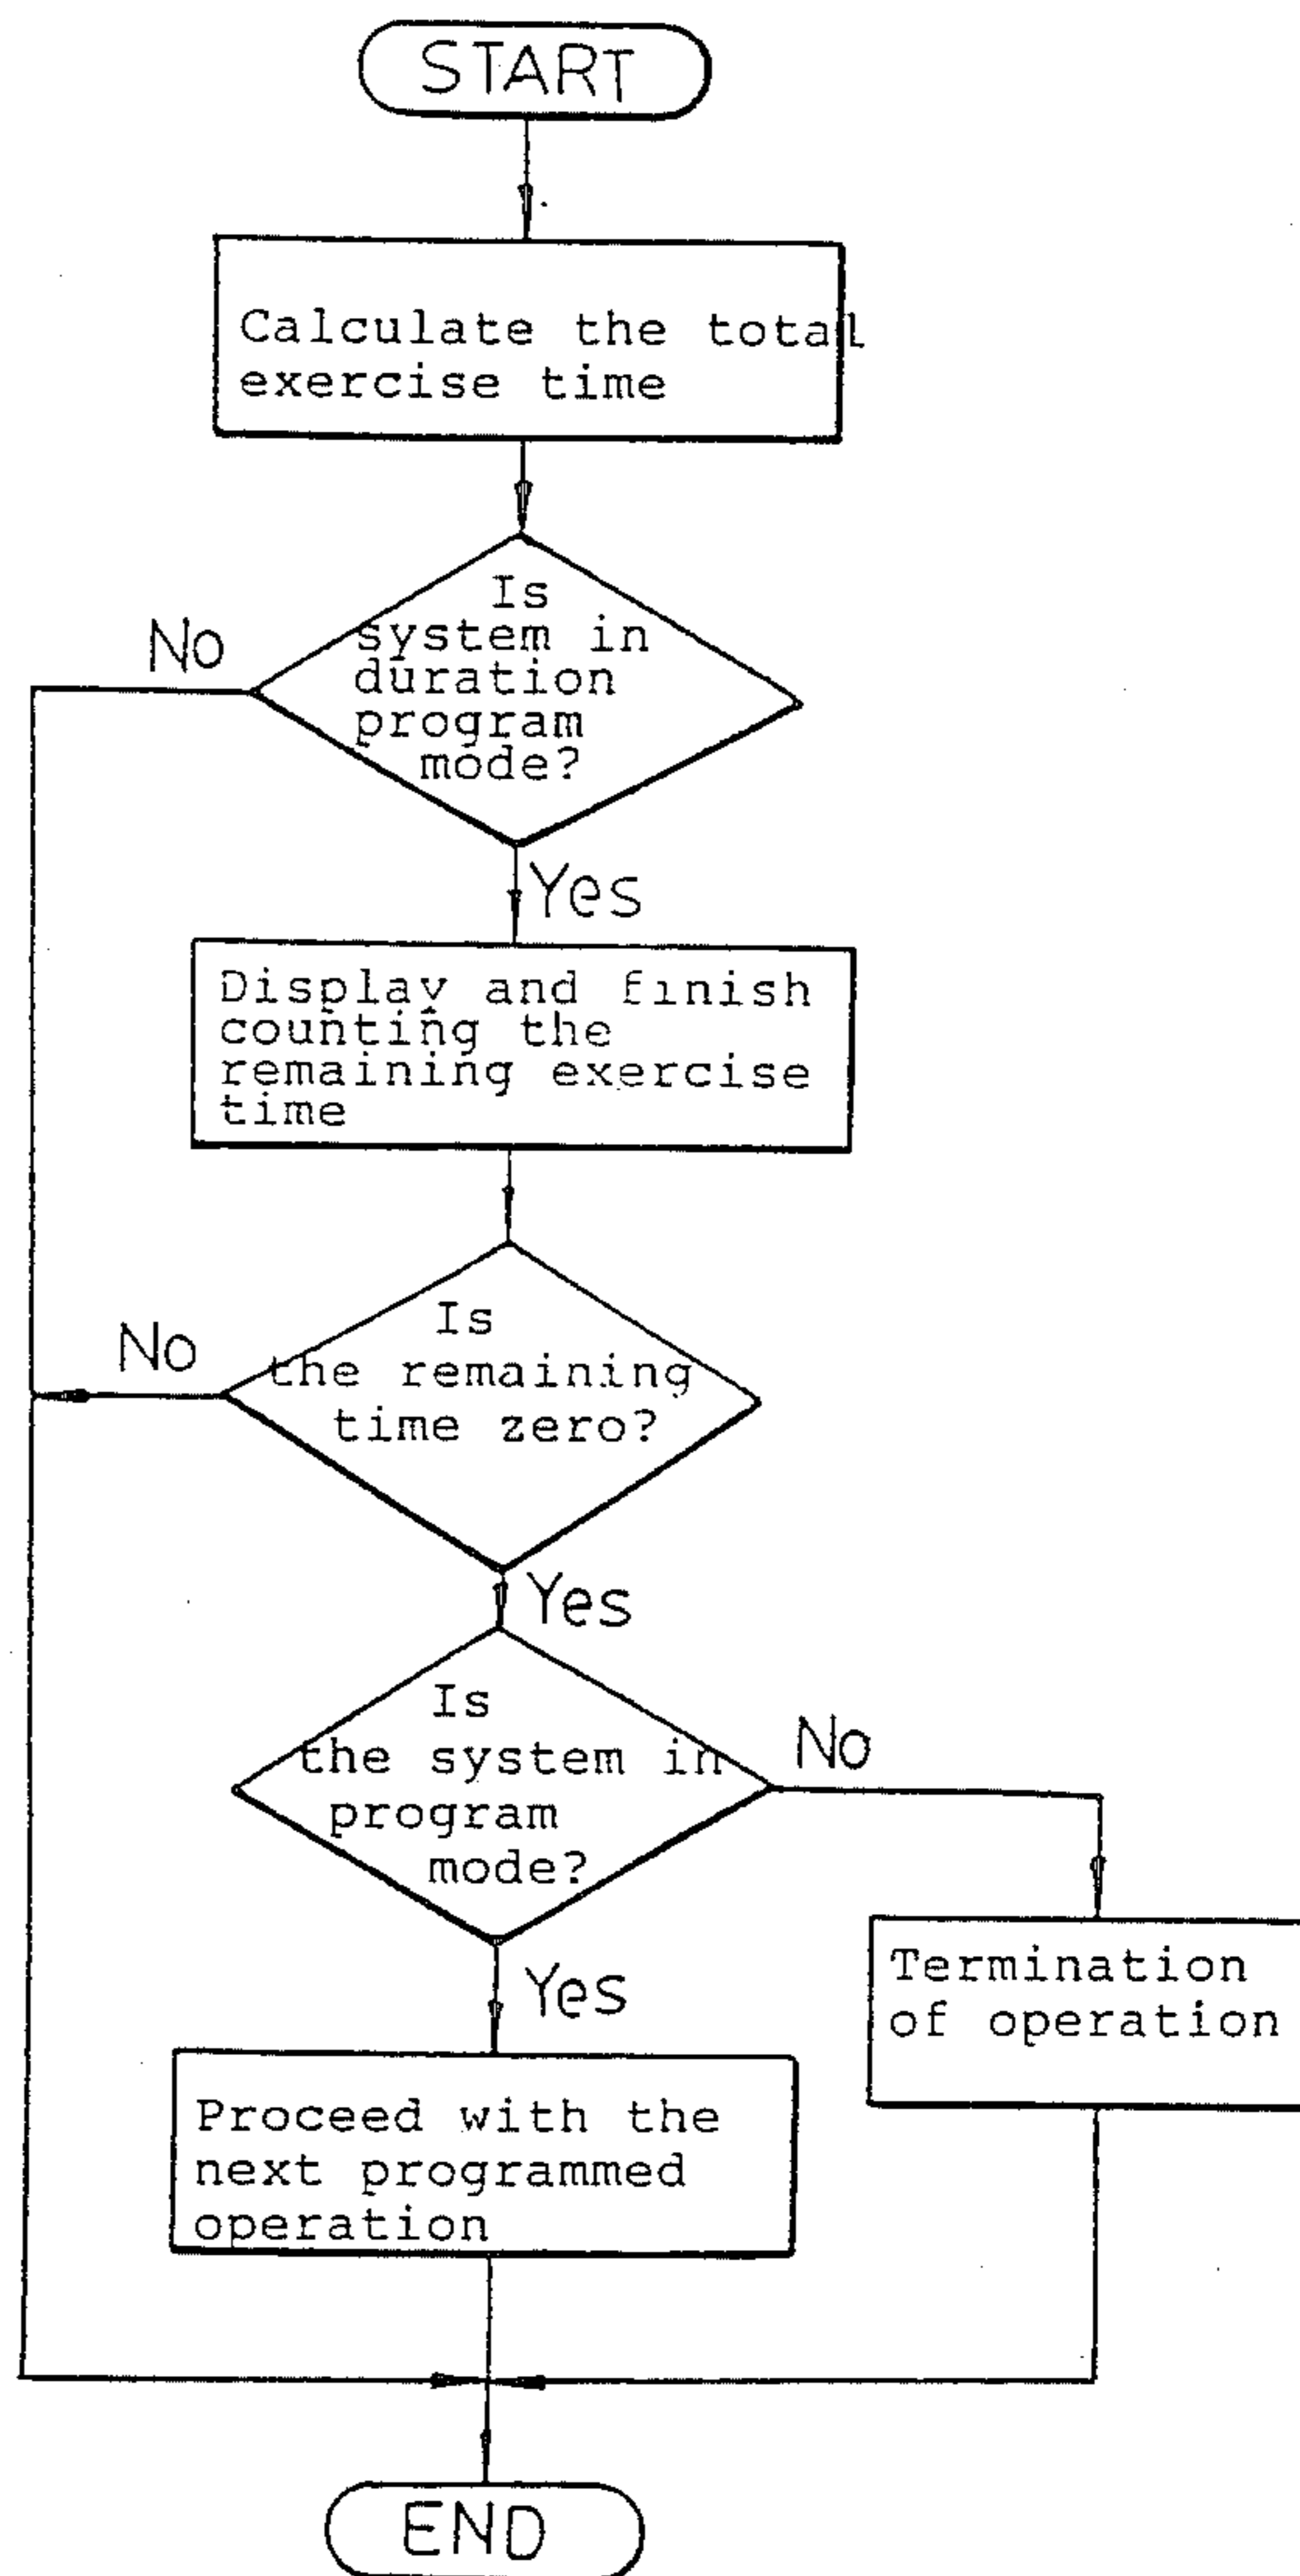 START
Calculate the total
exercise time
Is
system in
duration
program
mode?
No
Yes
Display and finish
counting the
remaining exercise
time
Is
the remaining
time zero?
No
Yes
Is
the system in
program
mode?
No
Yes
Termination
of operation
Proceed with the
next programmed
operation
END